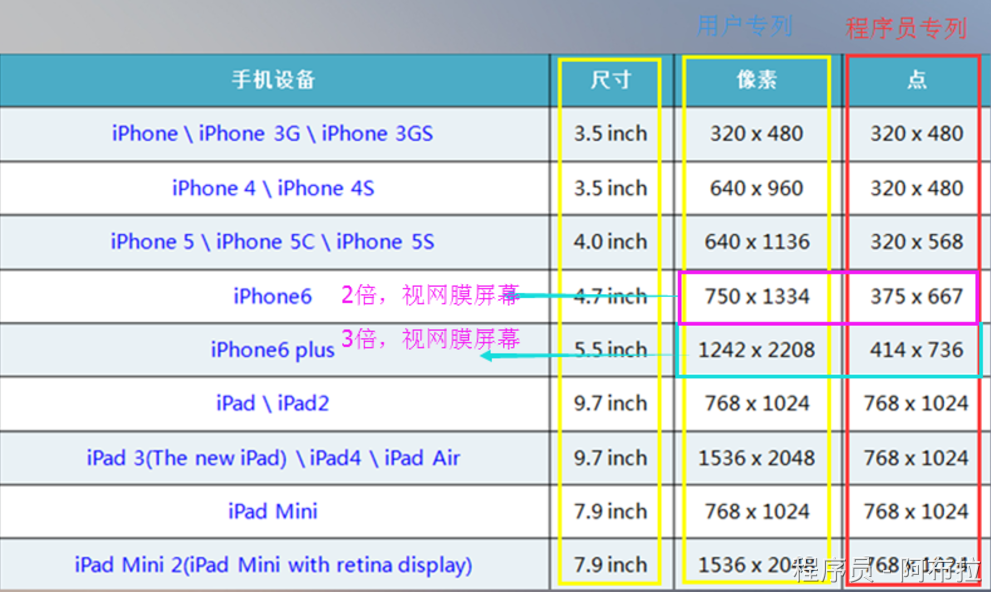 用户专列 程序员专列
手机设备 尺寸 像素 点
iPhone \ iPhone 3G \ iPhone 3GS 3.5 inch 320 x 480 320 x 480
iPhone 4 \ iPhone 4S 3.5 inch 640 x 960 320 x 480
iPhone 5 \ iPhone 5C \ iPhone 5S 4.0 inch 640 x 1136 320 x 568
iPhone6 2倍，视网膜屏幕 4.7 inch 750 x 1334 375 x 667
iPhone6 plus 3倍，视网膜屏幕 5.5 inch 1242 x 2208 414 x 736
iPad \ iPad2 9.7 inch 768 x 1024 768 x 1024
iPad 3(The new iPad) \ iPad4 \ iPad Air 9.7 inch 1536 x 2048 768 x 1024
iPad Mini 7.9 inch 768 x 1024 768 x 1024
iPad Mini 2(iPad Mini with retina display) 7.9 inch 1536 x 2048 768 x 1024
程序员-阿布拉